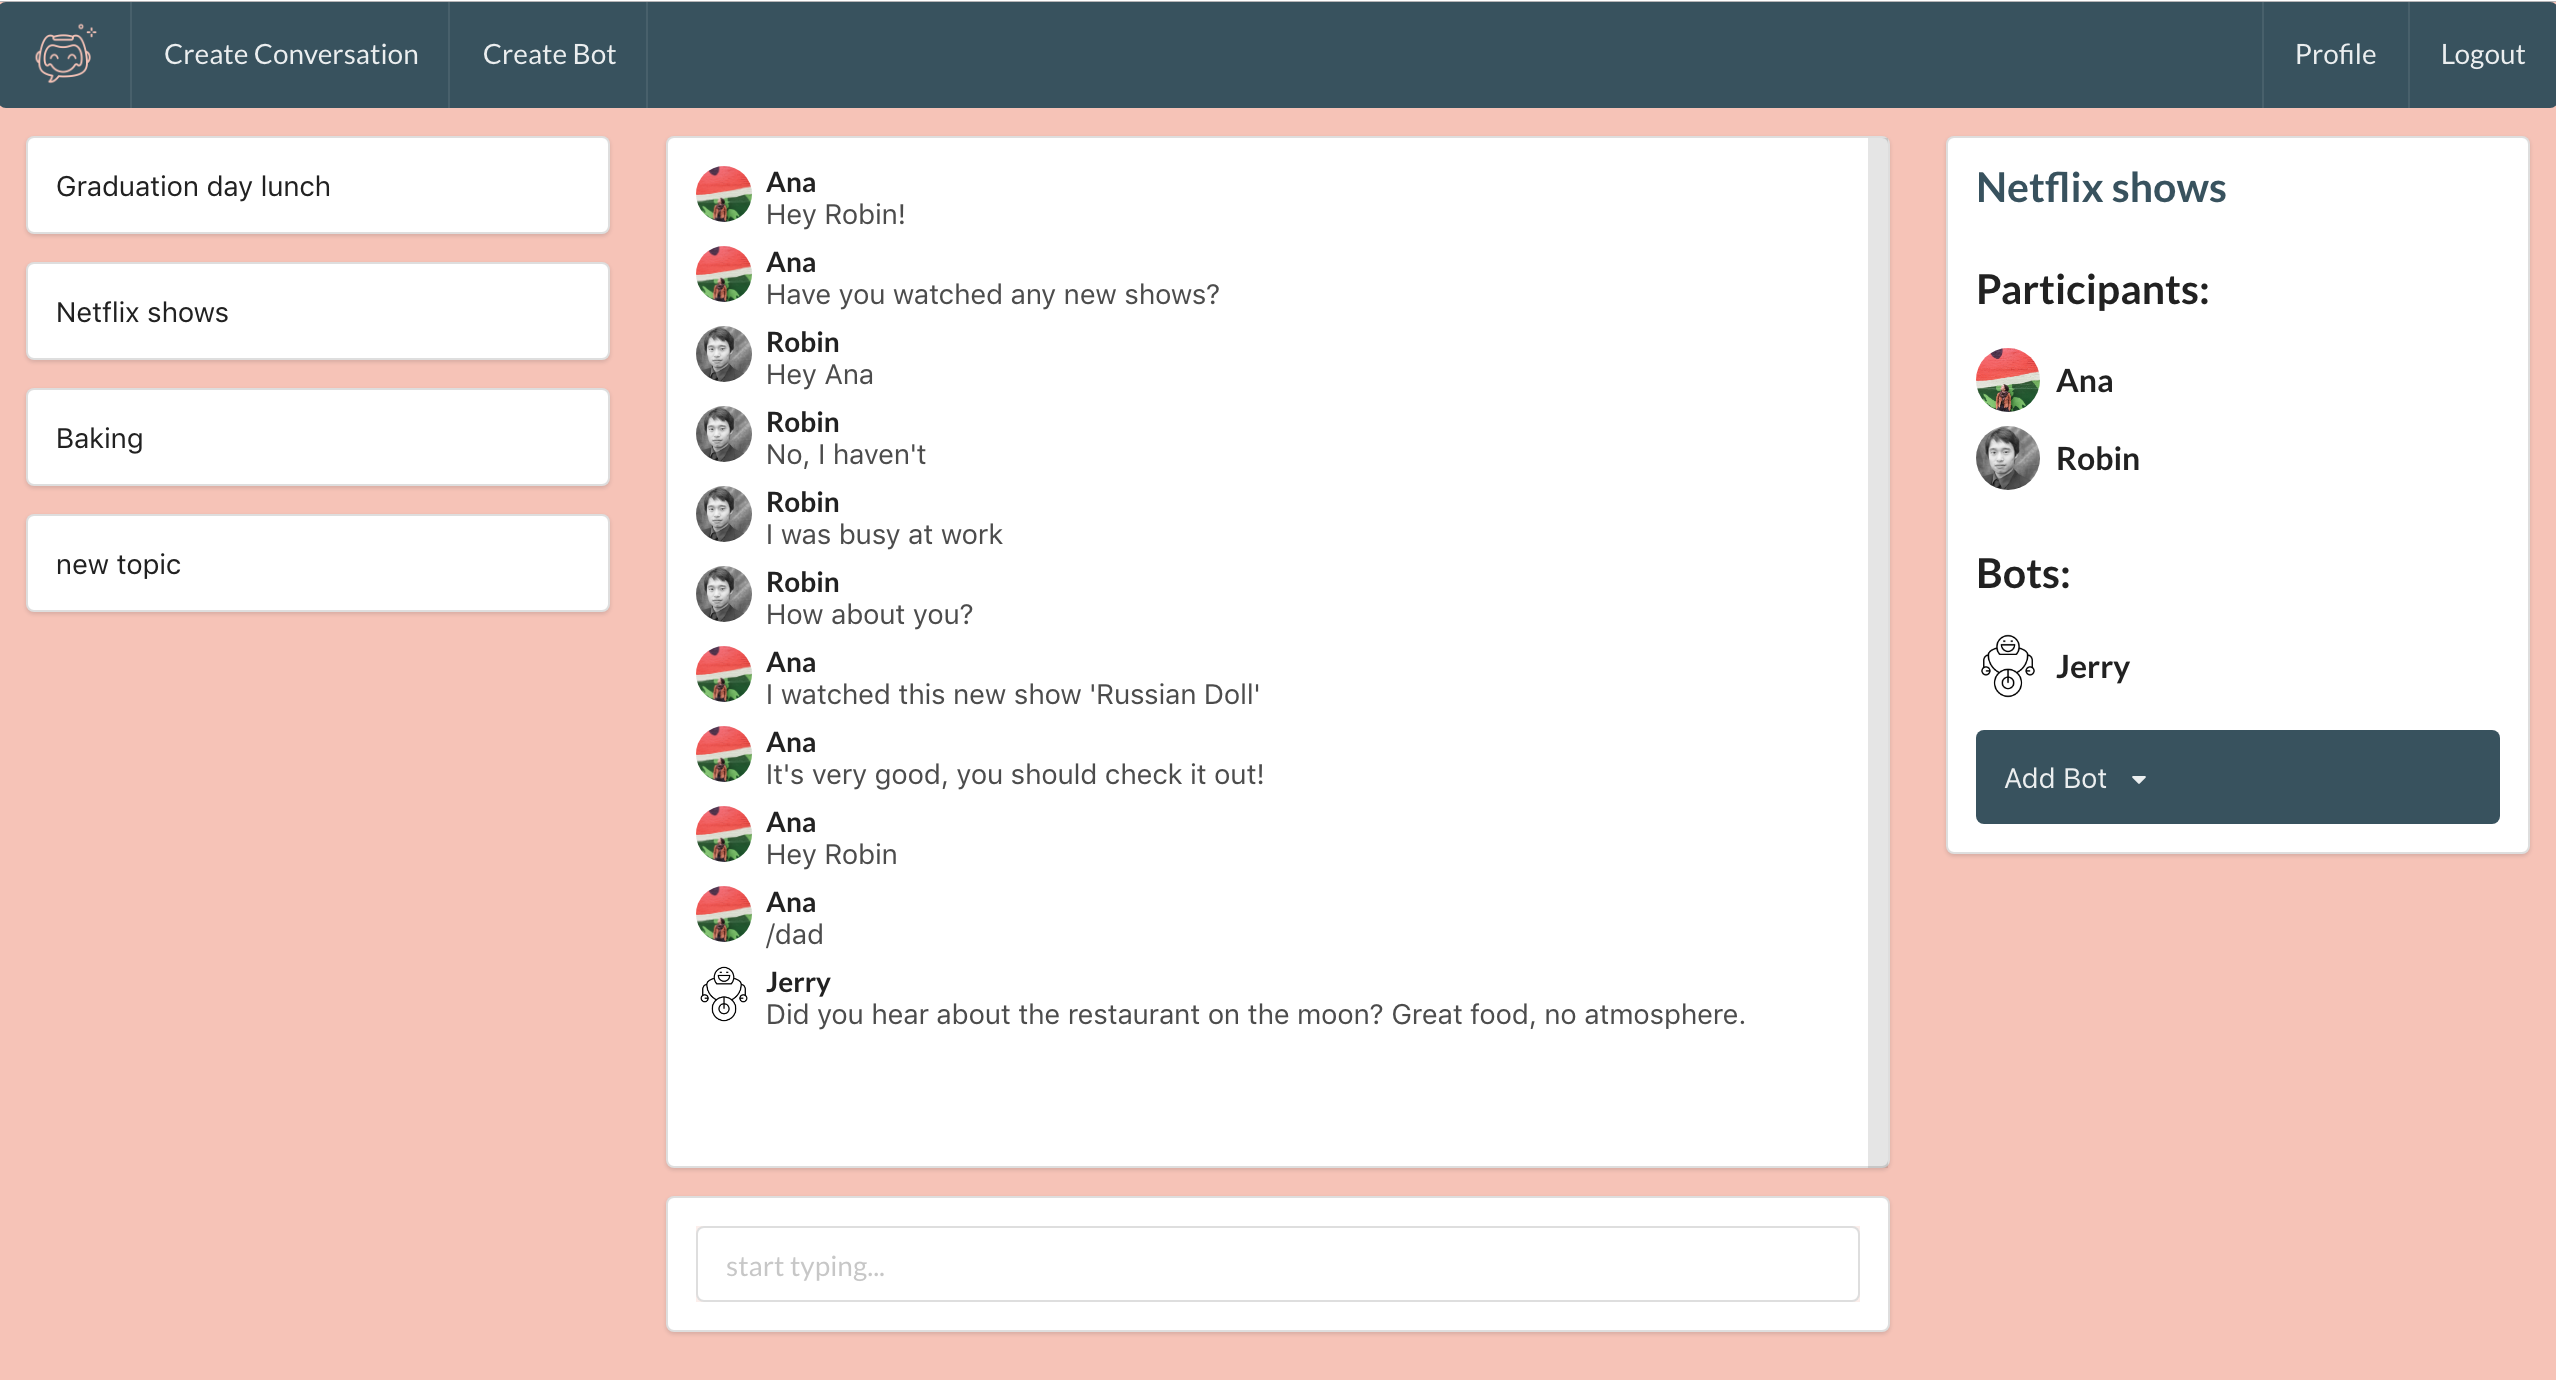 Create Conversation
Create Bot
Profile
Logout
Graduation day lunch
Netflix shows
Baking
new topic
Ana
Hey Robin!
Ana
Have you watched any new shows?
Robin
Hey Ana
Robin
No, I haven't
Robin
I was busy at work
Robin
How about you?
Ana
I watched this new show 'Russian Doll'
Ana
It's very good, you should check it out!
Ana
Hey Robin
Ana
/dad
Jerry
Did you hear about the restaurant on the moon? Great food, no atmosphere.
start typing...
Netflix shows
Participants:
Ana
Robin
Bots:
Jerry
Add Bot